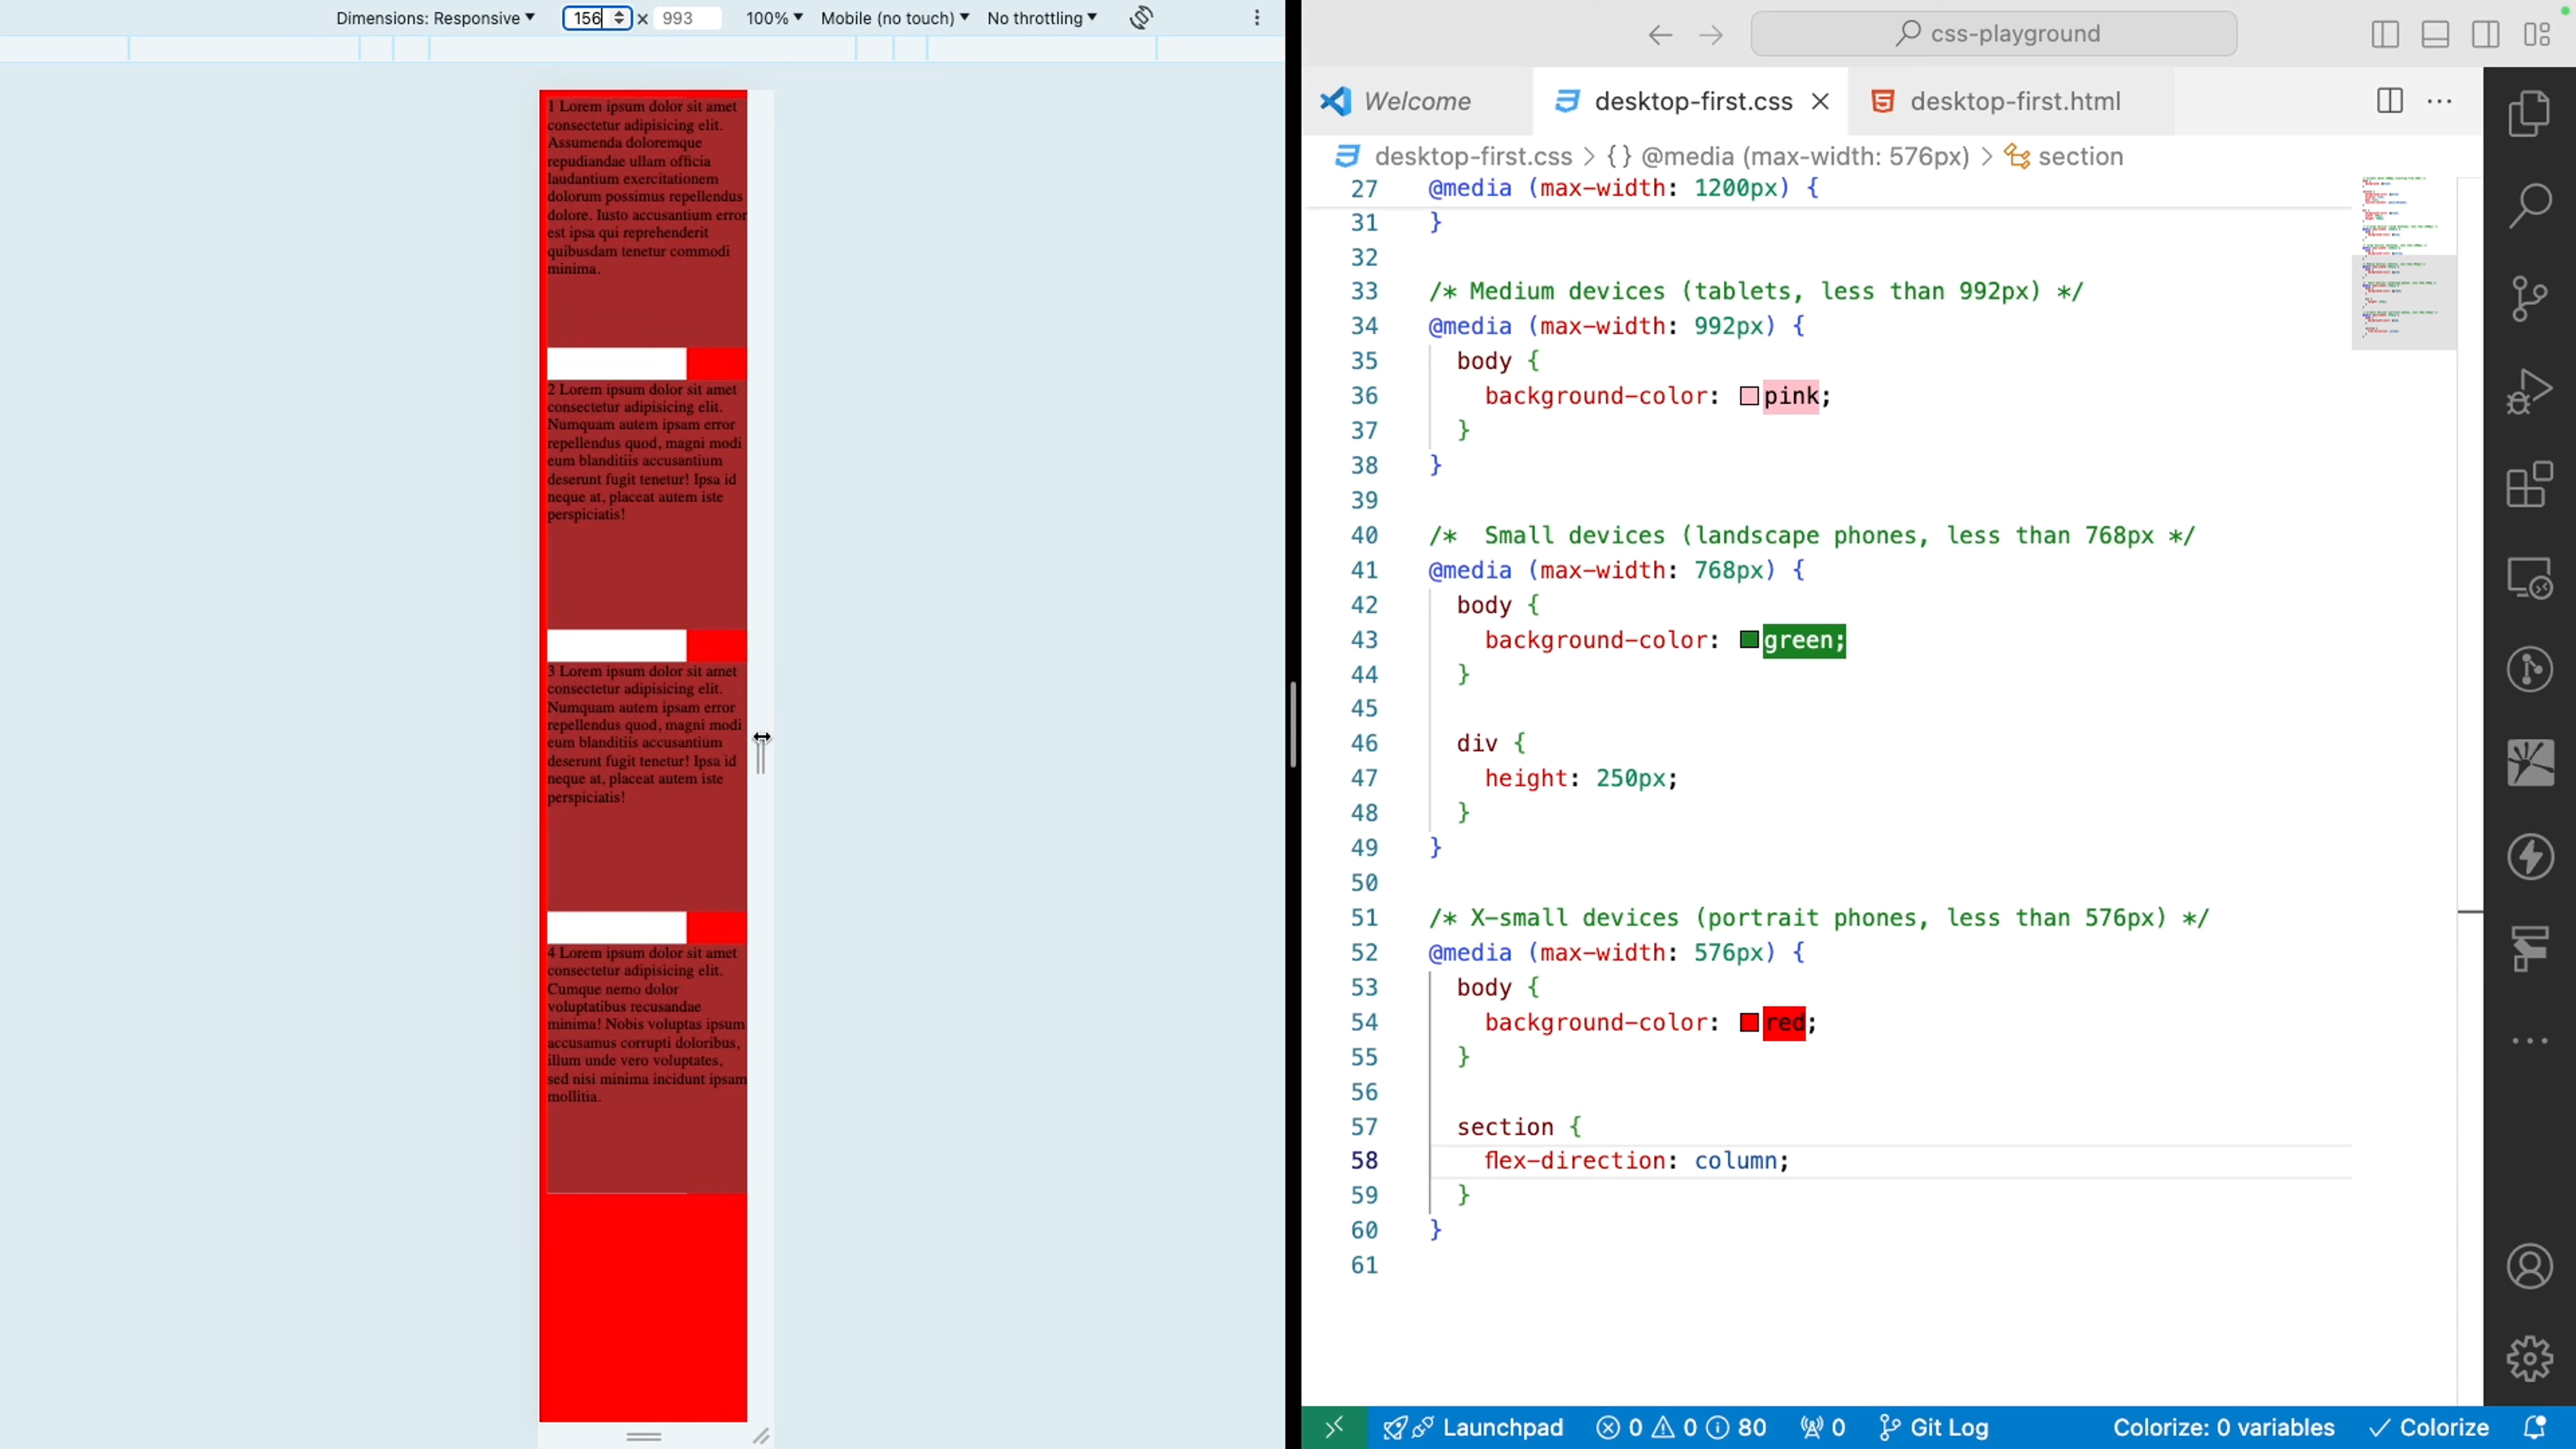 Dimensions: Responsive 156 × 993 100% Mobile (no touch) No throttling
1 Lorem ipsum dolor sit amet
consectetur adipisicing elit.
Assumenda doloremque
repudiandae ullam officia
laudantium exercitationem
dolorum possimus repellendus
dolore. Iusto accusantium error
est ipsa qui reprehenderit
quibusdam tenetur commodi
minima.
2 Lorem ipsum dolor sit amet
consectetur adipisicing elit.
Numquam autem ipsam error
repellendus quod, magni modi
eum blanditiis accusantium
deserunt fugit tenetur! Ipsa id
neque at, placeat autem iste
perspiciatis!
3 Lorem ipsum dolor sit amet
consectetur adipisicing elit.
Numquam autem ipsam error
repellendus quod, magni modi
eum blanditiis accusantium
deserunt fugit tenetur! Ipsa id
neque at, placeat autem iste
perspiciatis!
4 Lorem ipsum dolor sit amet
consectetur adipisicing elit.
Cumque nemo dolor
voluptatibus recusandae
minima! Nobis voluptas ipsum
accusamus corrupti doloribus,
illum unde vero voluptates,
sed nisi minima incidunt ipsam
mollitia.
css-playground
Welcome desktop-first.css desktop-first.html
desktop-first.css > {} @media (max-width: 576px) > section
27 @media (max-width: 1200px) {
31 }
32
33 /* Medium devices (tablets, less than 992px) */
34 @media (max-width: 992px) {
35 body {
36 background-color: pink;
37 }
38 }
39
40 /*  Small devices (landscape phones, less than 768px */
41 @media (max-width: 768px) {
42 body {
43 background-color: green;
44 }
45
46 div {
47 height: 250px;
48 }
49 }
50
51 /* X-small devices (portrait phones, less than 576px) */
52 @media (max-width: 576px) {
53 body {
54 background-color: red;
55 }
56
57 section {
58 flex-direction: column;
59 }
60 }
61
Launchpad 0 0 80 0 Git Log Colorize: 0 variables Colorize